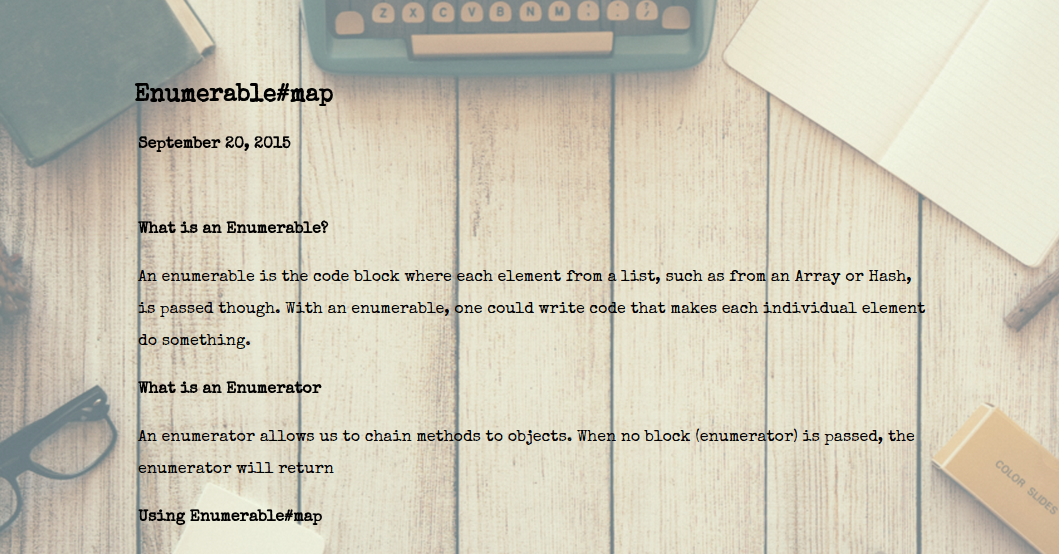 Z X C V B N M
Enumerable#map
September 20, 2015
What is an Enumerable?
An enumerable is the code block where each element from a list, such as from an Array or Hash,
is passed though. With an enumerable, one could write code that makes each individual element
do something.
What is an Enumerator
An enumerator allows us to chain methods to objects. When no block (enumerator) is passed, the
enumerator will return
COLOR SLIDES
Using Enumerable#map